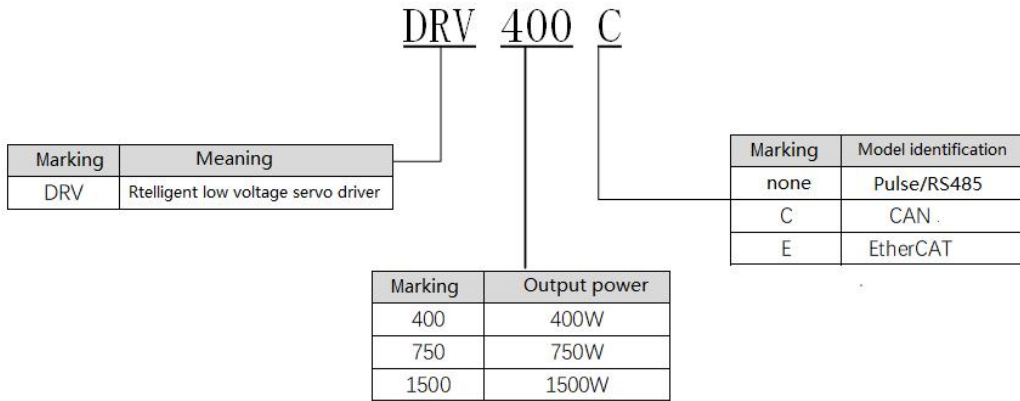 DRV 400 C
Marking Meaning
DRV Rtelligent low voltage servo driver
Marking Model identification
none Pulse/RS485
C CAN .
E EtherCAT
Marking Output power
400 400W
750 750W
1500 1500W